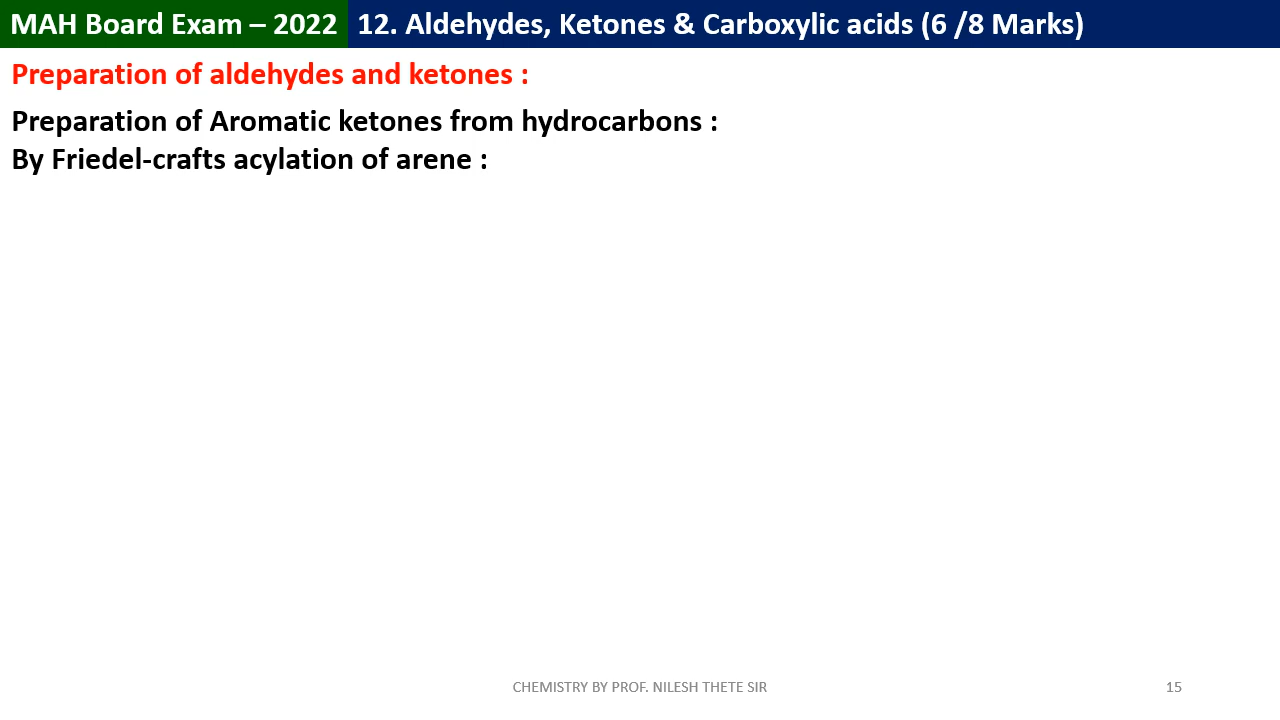 MAH Board Exam – 2022 12. Aldehydes, Ketones & Carboxylic acids (6 /8 Marks)
Preparation of aldehydes and ketones :
Preparation of Aromatic ketones from hydrocarbons :
By Friedel-crafts acylation of arene :
CHEMISTRY BY PROF. NILESH THETE SIR 15